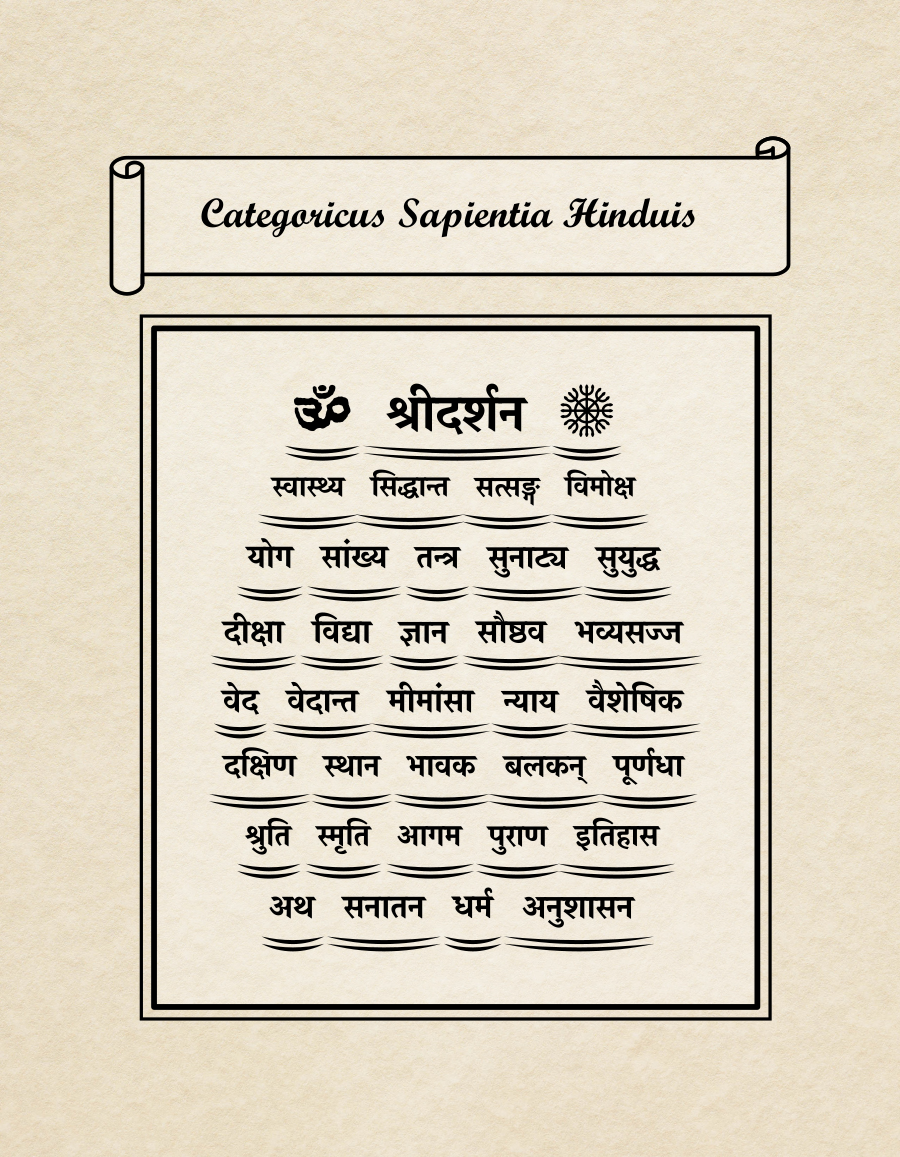 Categoricus Sapientia Hinduis
ॐ श्रीदर्शन
स्वास्थ्य सिद्धान्त सत्सङ्ग विमोक्ष
योग सांख्य तन्त्र सुनाट्य सुयुद्ध
दीक्षा विद्या ज्ञान सौष्ठव भव्यसज्ज
वेद वेदान्त मीमांसा न्याय वैशेषिक
दक्षिण स्थान भावक बलकन् पूर्णधा
श्रुति स्मृति आगम पुराण इतिहास
अथ सनातन धर्म अनुशासन